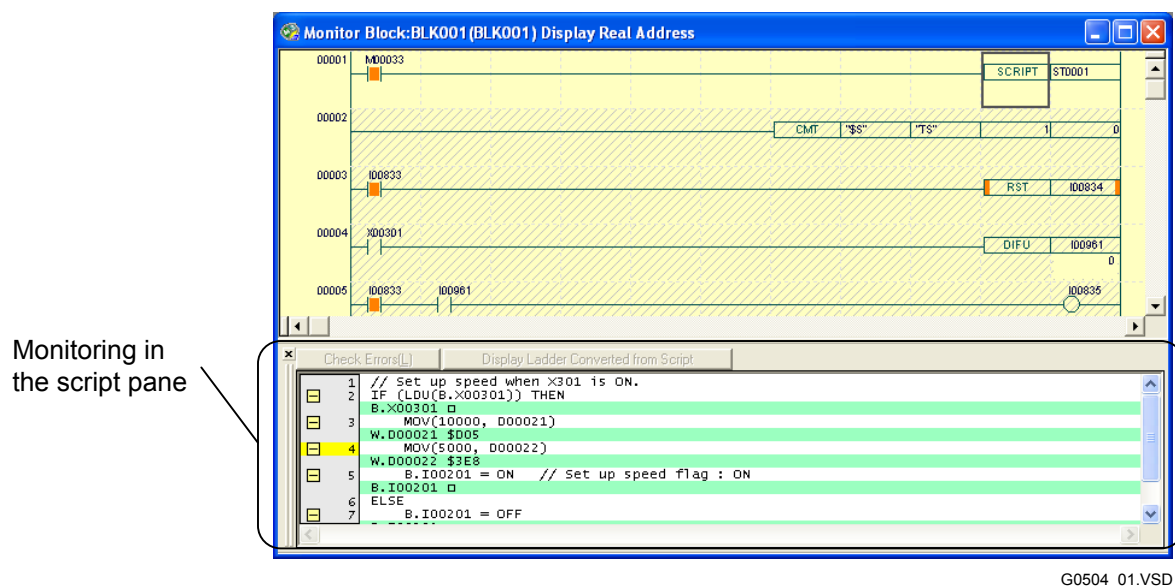 Monitor Block:BLK001(BLK001) Display Real Address
00001 M00033 SCRIPT ST0001
00002 CMT "$S" "TS" 1 0
00003 I00833 RST I00834
00004 X00301 DIFU I00961
0
00005 I00833 I00961 I00835
Monitoring in
the script pane
Check Errors(L) Display Ladder Converted from Script
1 // Set up speed when X301 is ON.
2 IF (LDU(B.X00301)) THEN
B.X00301
3 MOV(10000, D00021)
W.D00021 $D05
4 MOV(5000, D00022)
W.D00022 $3E8
5 B.I00201 = ON // Set up speed flag : ON
B.I00201
6 ELSE
7 B.I00201 = OFF
G0504_01.VSD